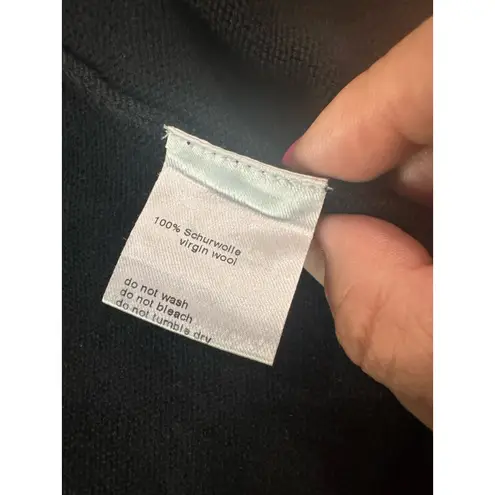 100% Schurwolle
virgin wool
do not wash
do not bleach
do not tumble dry